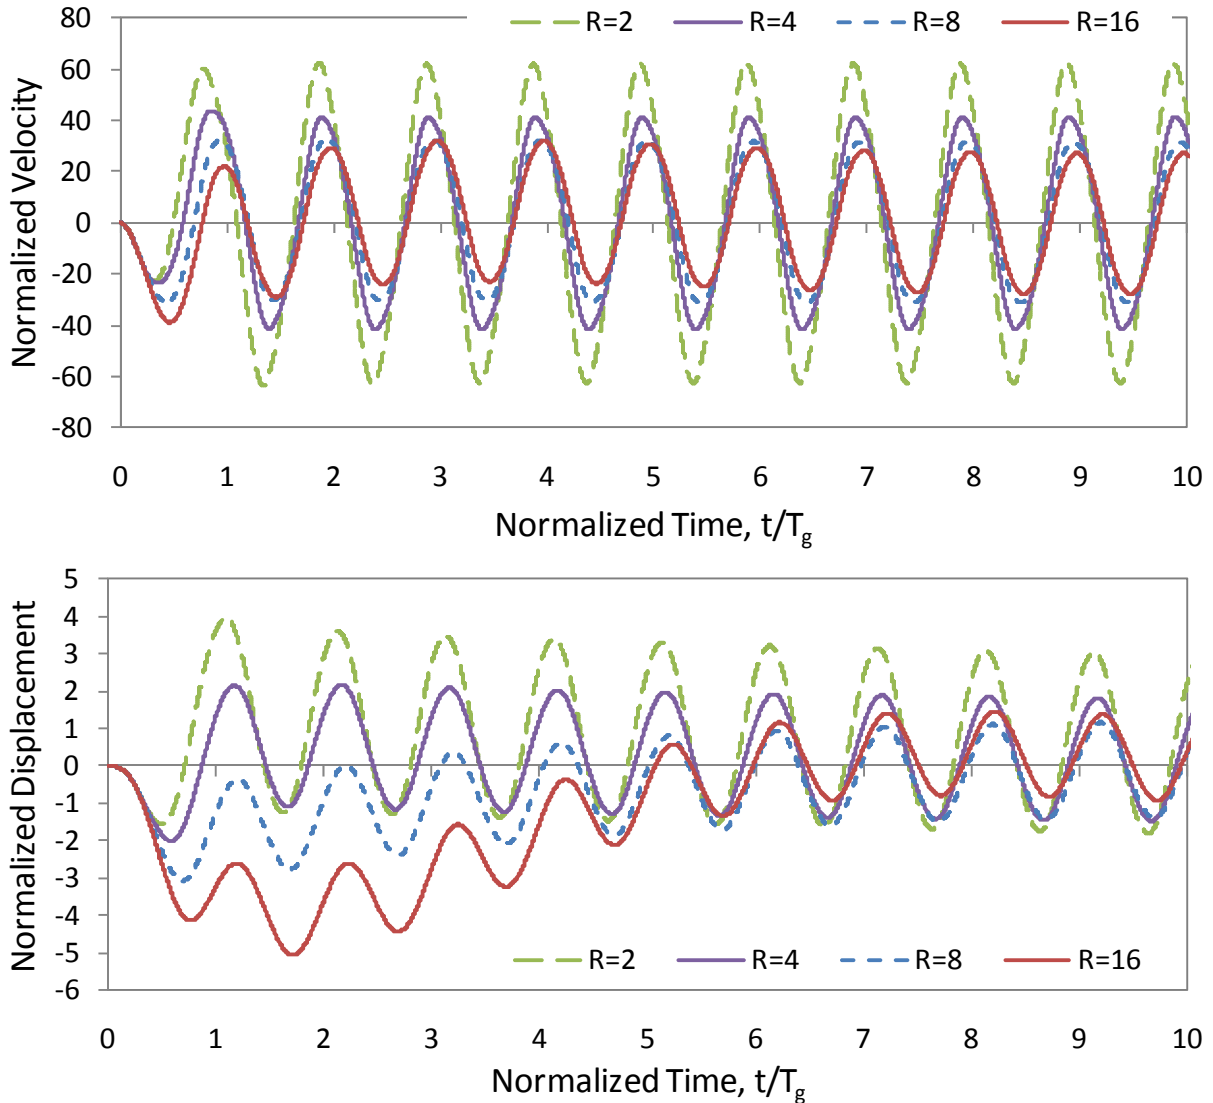 R=2 R=4 R=8 R=16
Normalized Velocity
80
60
40
20
0
-20
-40
-60
-80
0 1 2 3 4 5 6 7 8 9 10
Normalized Time, t/Tg
Normalized Displacement
5
4
3
2
1
0
-1
-2
-3
-4
-5
-6
R=2 R=4 R=8 R=16
0 1 2 3 4 5 6 7 8 9 10
Normalized Time, t/Tg